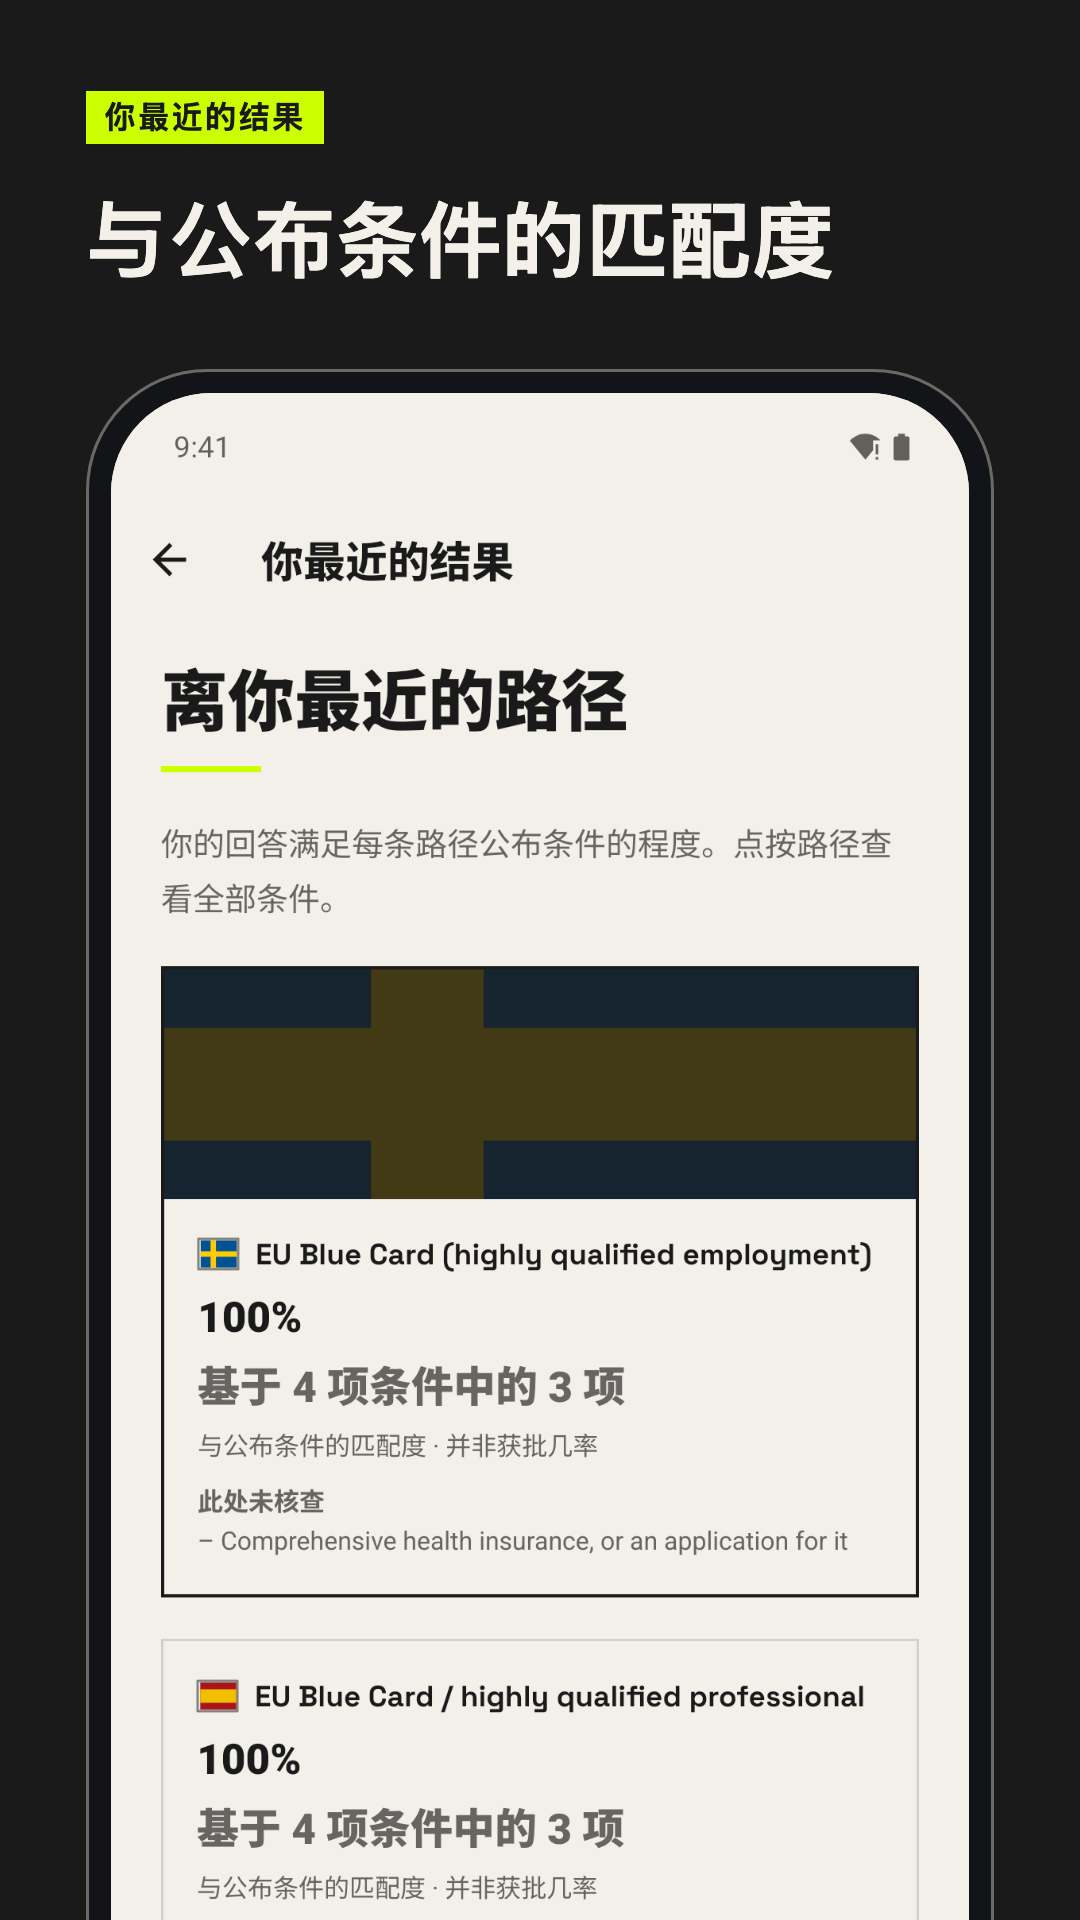 你最近的结果
与公布条件的匹配度
9:41
你最近的结果
离你最近的路径
你的回答满足每条路径公布条件的程度。点按路径查
看全部条件。
EU Blue Card (highly qualified employment)
100%
基于 4 项条件中的 3 项
与公布条件的匹配度 · 并非获批几率
此处未核查
– Comprehensive health insurance, or an application for it
EU Blue Card / highly qualified professional
100%
基于 4 项条件中的 3 项
与公布条件的匹配度 · 并非获批几率